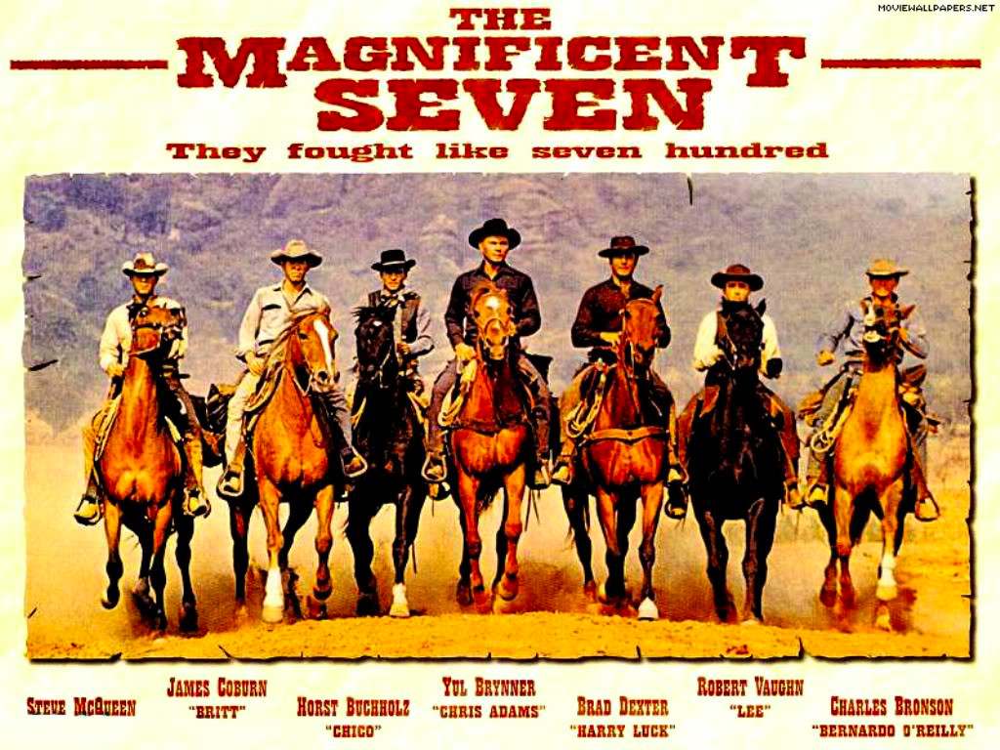 MOVIEWALLPAPERS.NET
THE
MAGNIFICENT
SEVEN
They fought like seven hundred
STEVE MCQUEEN
JAMES COBURN
"BRITT"
HORST BUCHHOLZ
"CHICO"
YUL BRYNNER
"CHRIS ADAMS"
BRAD DEXTER
"HARRY LUCK"
ROBERT VAUGHN
"LEE"
CHARLES BRONSON
"BERNARDO O'REILLY"